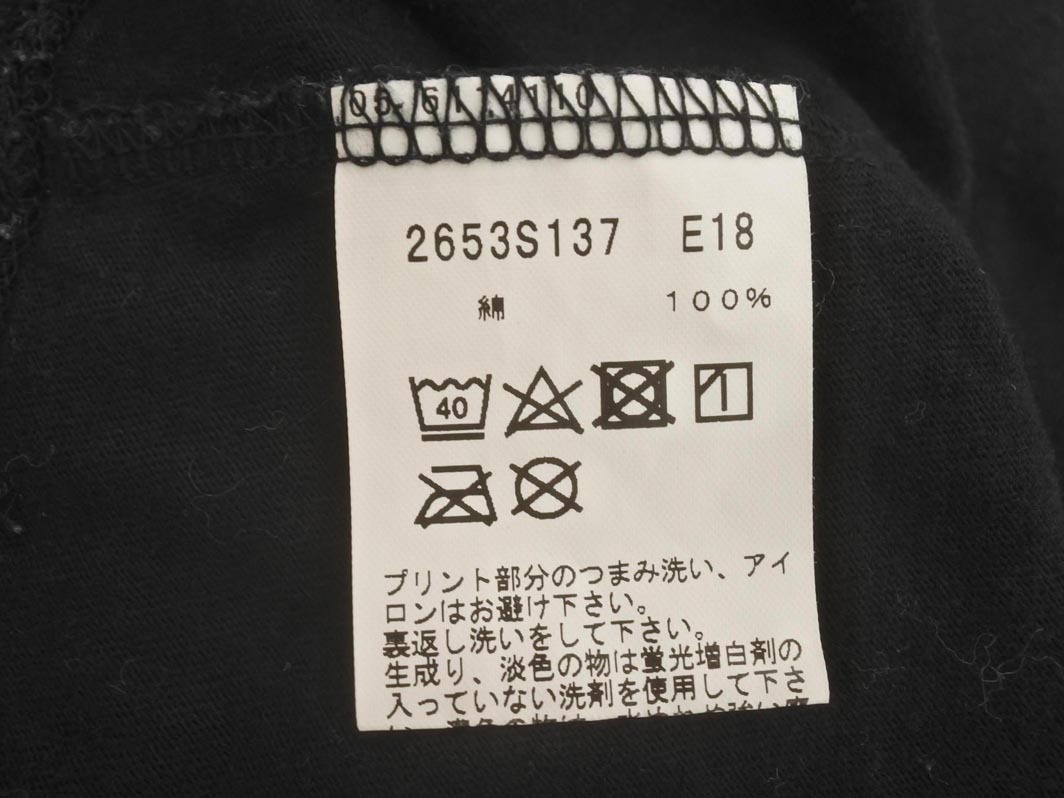 2653S137 E18
綿 100%
40
プリント部分のつまみ洗い、アイ
ロンはお避け下さい。
裏返し洗いをして下さい。
生成り、淡色の物は蛍光増白剤の
入っていない洗剤を使用して下さ